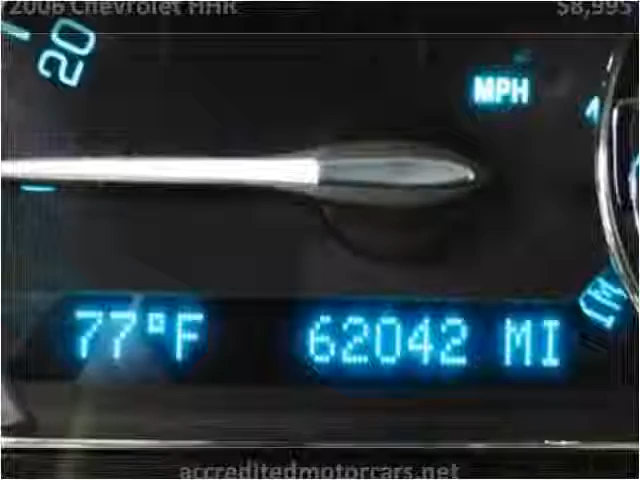 2006 Chevrolet HHR $8,995
20
MPH
77°F 62042 MI
accreditedmotorcars.net